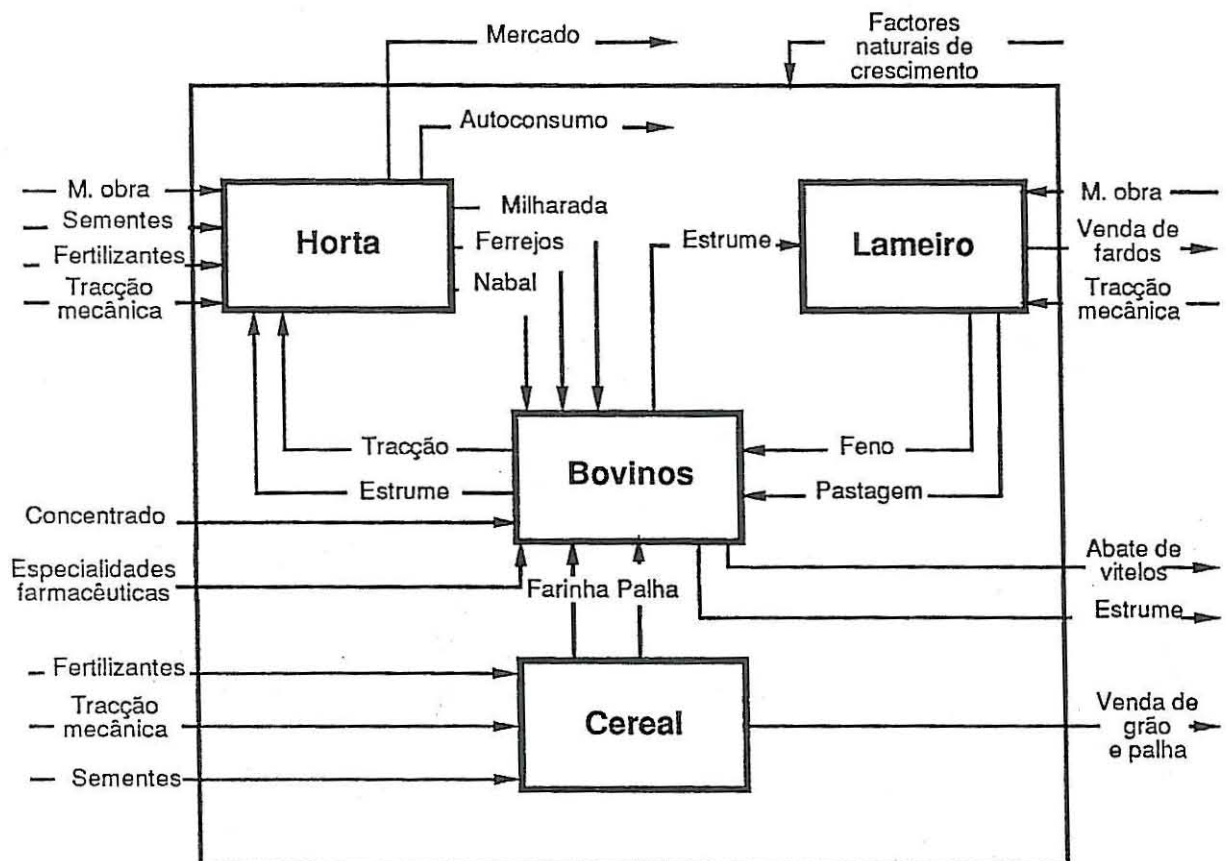 Mercado
Factores
naturais de
crescimento
Autoconsumo
M. obra
Sementes
Fertilizantes
Tracção
mecânica
Horta
Milharada
Ferrejos
Nabal
Estrume
Lameiro
M. obra
Venda de
fardos
Tracção
mecânica
Tracção
Estrume
Bovinos
Feno
Pastagem
Concentrado
Especialidades
farmacêuticas
Farinha Palha
Abate de
vitelos
Estrume
Fertilizantes
Tracção
mecânica
Sementes
Cereal
Venda de
grão
e palha